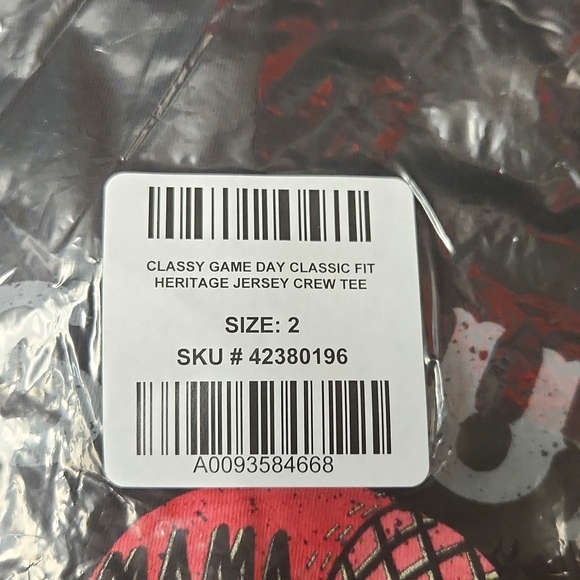 CLASSY GAME DAY CLASSIC FIT
HERITAGE JERSEY CREW TEE
SIZE: 2
SKU # 42380196
A0093584668
MAMA